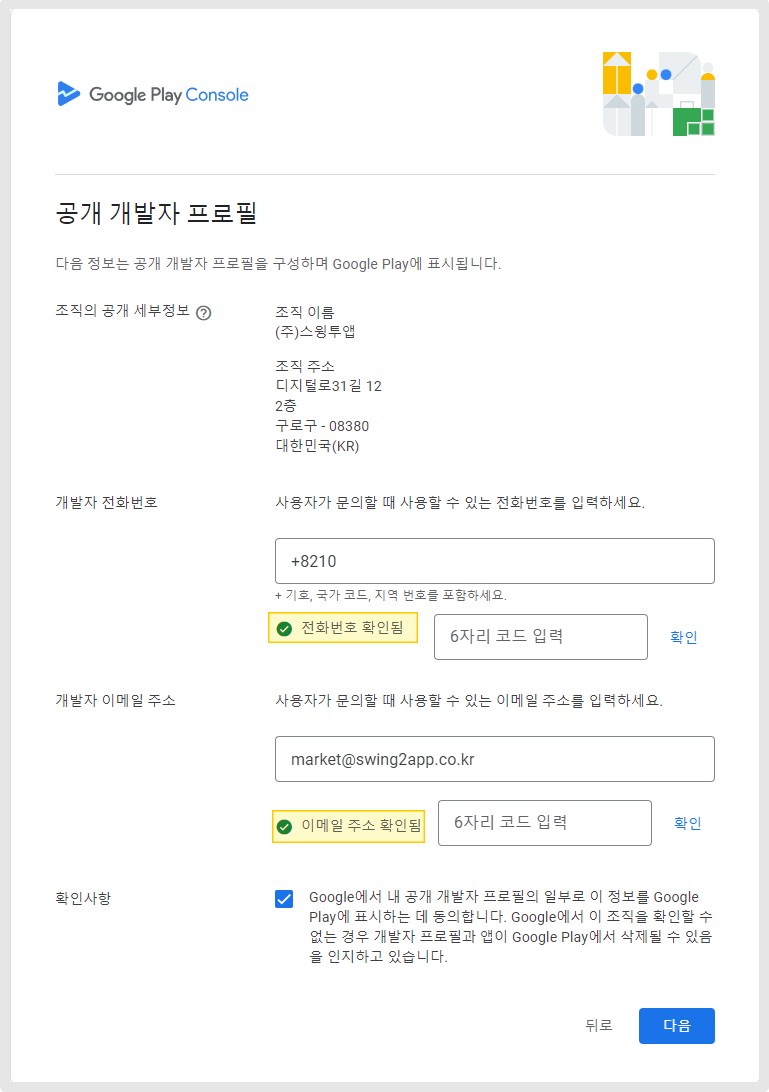 Google Play Console
공개 개발자 프로필
다음 정보는 공개 개발자 프로필을 구성하며 Google Play에 표시됩니다.
조직의 공개 세부정보 ?
조직 이름
(주)스윙투앱
조직 주소
디지털로31길 12
2층
구로구 - 08380
대한민국(KR)
개발자 전화번호
사용자가 문의할 때 사용할 수 있는 전화번호를 입력하세요.
+8210
+ 기호, 국가 코드, 지역 번호를 포함하세요.
전화번호 확인됨
6자리 코드 입력
확인
개발자 이메일 주소
사용자가 문의할 때 사용할 수 있는 이메일 주소를 입력하세요.
market@swing2app.co.kr
이메일 주소 확인됨
6자리 코드 입력
확인
확인사항
Google에서 내 공개 개발자 프로필의 일부로 이 정보를 Google
Play에 표시하는 데 동의합니다. Google에서 이 조직을 확인할 수
없는 경우 개발자 프로필과 앱이 Google Play에서 삭제될 수 있음
을 인지하고 있습니다.
뒤로
다음